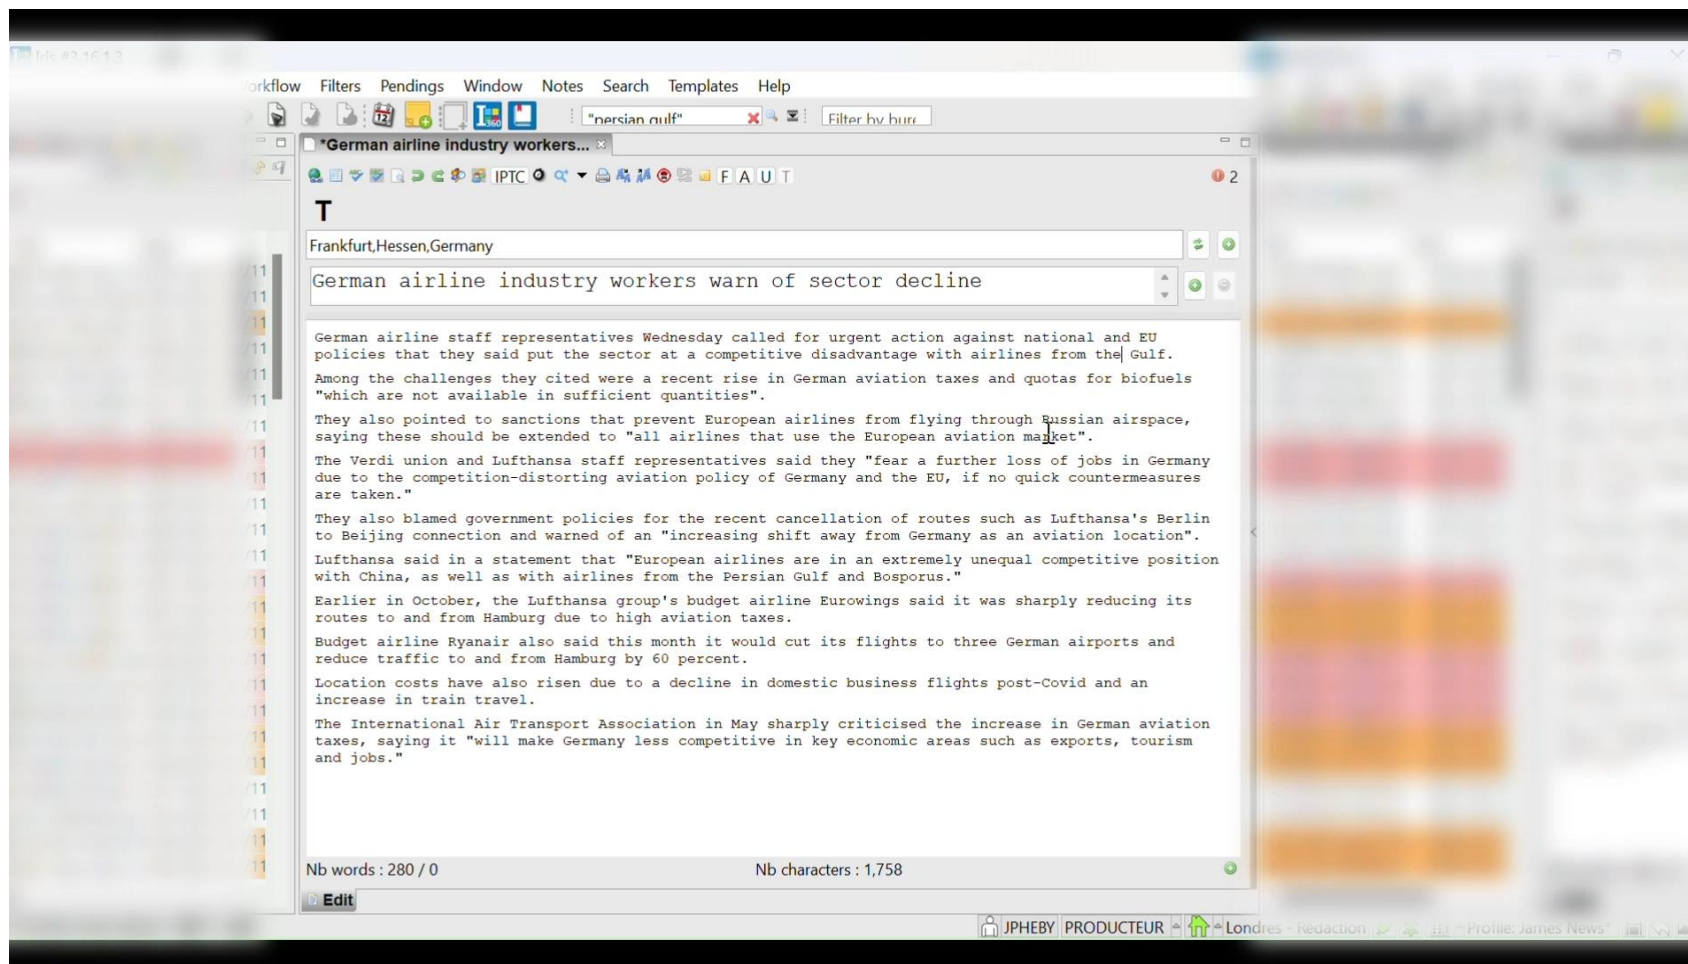 Iris #3.16.1.3
orkflow Filters Pendings Window Notes Search Templates Help
12 "persian gulf" Filter by bure
*German airline industry workers...
IPTC F A U T 2
T
Frankfurt,Hessen,Germany
German airline industry workers warn of sector decline
German airline staff representatives Wednesday called for urgent action against national and EU
policies that they said put the sector at a competitive disadvantage with airlines from the Gulf.
Among the challenges they cited were a recent rise in German aviation taxes and quotas for biofuels
"which are not available in sufficient quantities".
They also pointed to sanctions that prevent European airlines from flying through Russian airspace,
saying these should be extended to "all airlines that use the European aviation market".
The Verdi union and Lufthansa staff representatives said they "fear a further loss of jobs in Germany
due to the competition-distorting aviation policy of Germany and the EU, if no quick countermeasures
are taken."
They also blamed government policies for the recent cancellation of routes such as Lufthansa's Berlin
to Beijing connection and warned of an "increasing shift away from Germany as an aviation location".
Lufthansa said in a statement that "European airlines are in an extremely unequal competitive position
with China, as well as with airlines from the Persian Gulf and Bosporus."
Earlier in October, the Lufthansa group's budget airline Eurowings said it was sharply reducing its
routes to and from Hamburg due to high aviation taxes.
Budget airline Ryanair also said this month it would cut its flights to three German airports and
reduce traffic to and from Hamburg by 60 percent.
Location costs have also risen due to a decline in domestic business flights post-Covid and an
increase in train travel.
The International Air Transport Association in May sharply criticised the increase in German aviation
taxes, saying it "will make Germany less competitive in key economic areas such as exports, tourism
and jobs."
Nb words : 280 / 0 Nb characters : 1,758
Edit
JPHEBY PRODUCTEUR Londres - Redaction - Profile: James News*